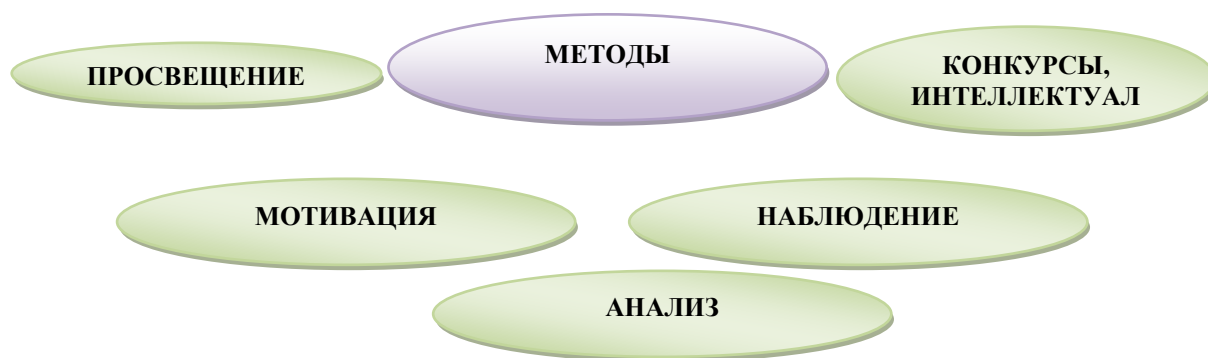 ПРОСВЕЩЕНИЕ
МЕТОДЫ
КОНКУРСЫ,
ИНТЕЛЛЕКТУАЛ
МОТИВАЦИЯ
НАБЛЮДЕНИЕ
АНАЛИЗ